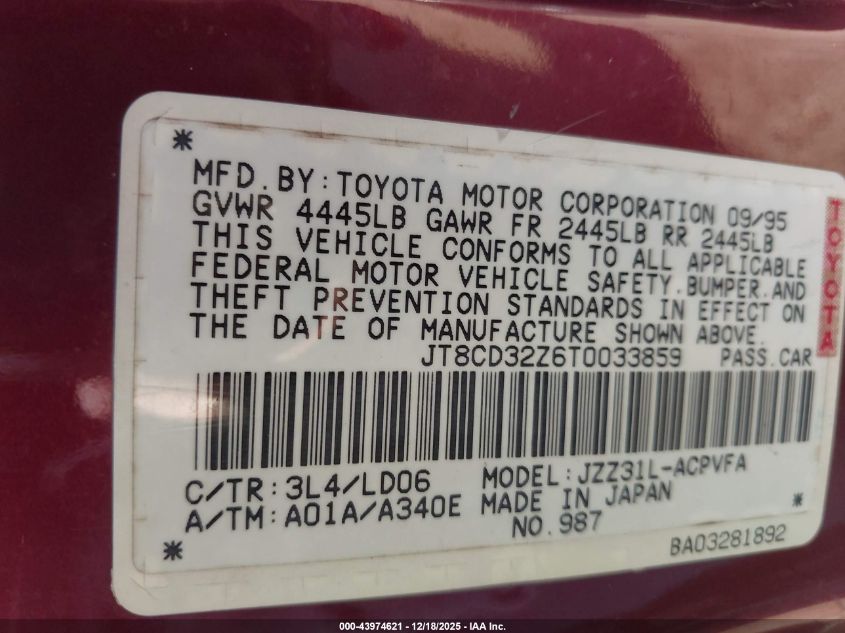 MFD.BY:TOYOTA MOTOR CORPORATION 09/95
GVWR 4445LB GAWR FR 2445LB RR 2445LB
THIS VEHICLE CONFORMS TO ALL APPLICABLE
FEDERAL MOTOR VEHICLE SAFETY.BUMPER.AND
THEFT PREVENTION STANDARDS IN EFFECT ON
THE DATE OF MANUFACTURE SHOWN ABOVE.
JT8CD32Z6T0033859 PASS.CAR
TOYOTA
C/TR:3L4/LD06 MODEL:JZZ31L-ACPVFA
A/TM:A01A/A340E MADE IN JAPAN
NO.987
BA03281892
000-43974621 | 12/18/2025 - IAA Inc.